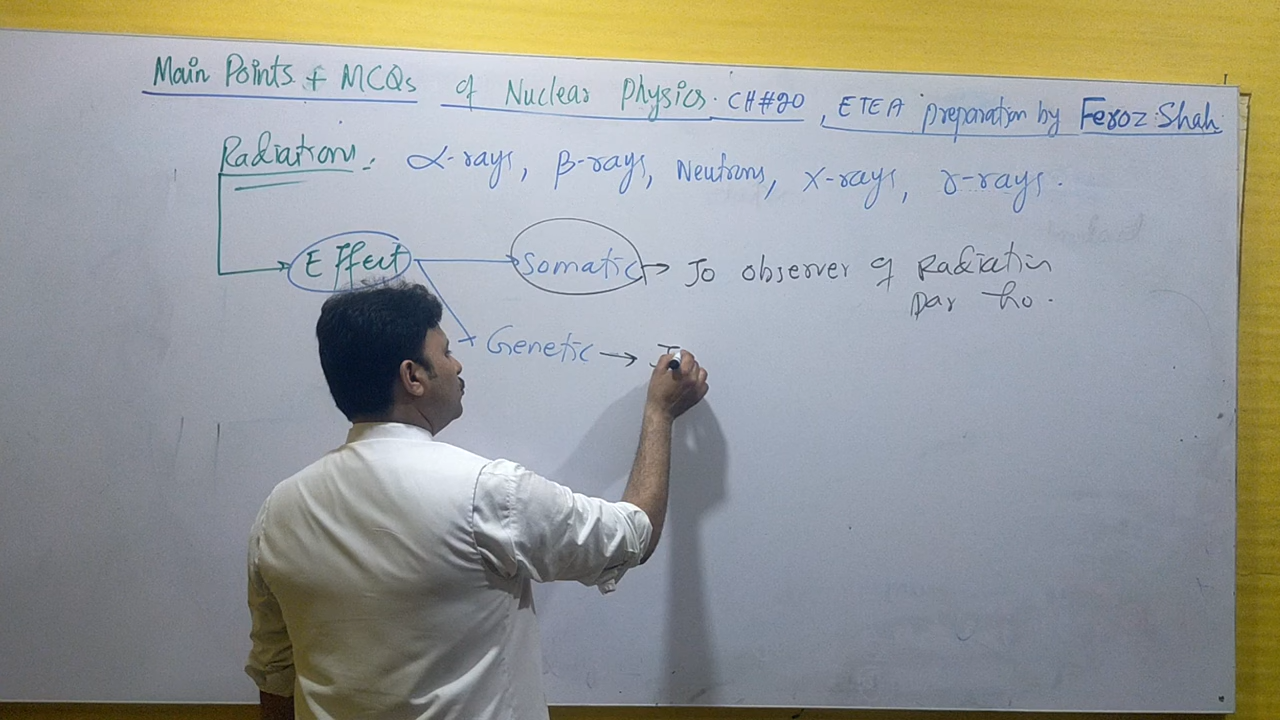 Main Points + MCQs of Nuclear Physics. CH#20, ETEA preparation by Feroz Shah
Radiations: α-rays, β-rays, Neutrons, X-rays, γ-rays.
Effect
Somatic → Jo observer of Radiation
par ho.
Genetic → J